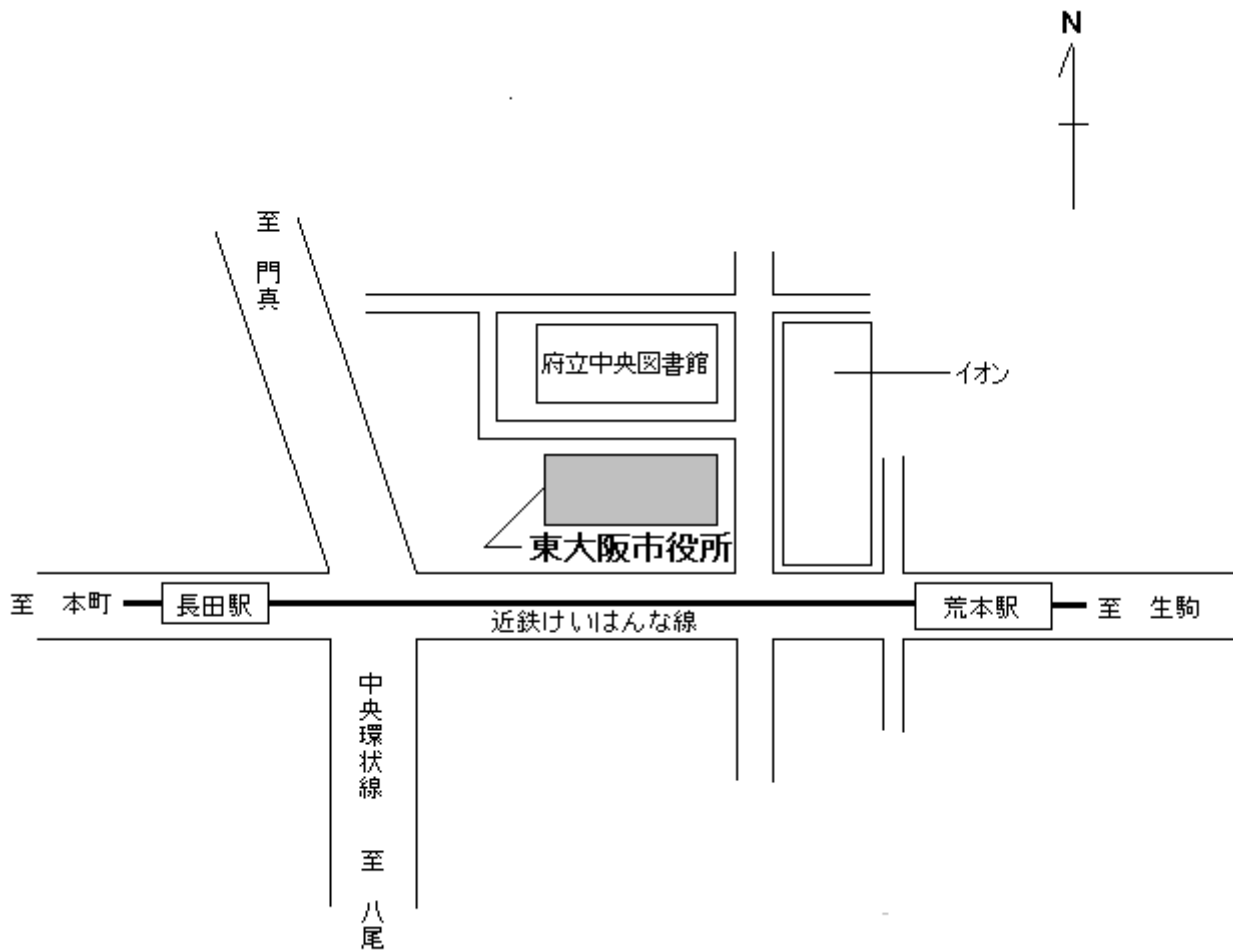 N
至 門真
府立中央図書館
イオン
東大阪市役所
至 本町
長田駅
近鉄けいはんな線
荒本駅
至 生駒
中央環状線 至 八尾